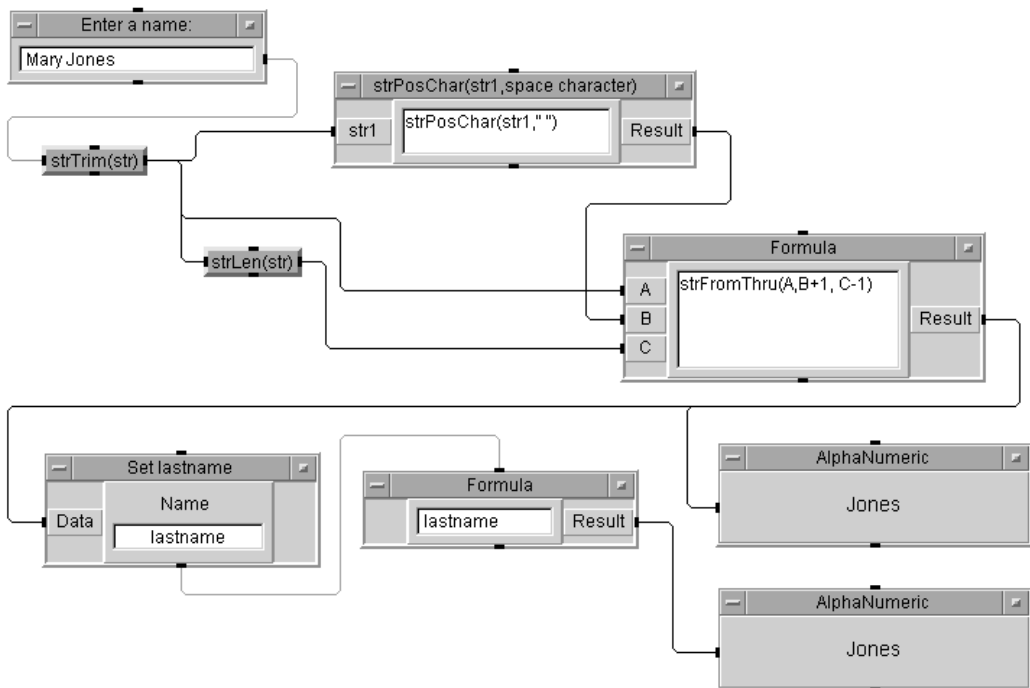 Enter a name:
Mary Jones
strPosChar(str1,space character)
str1
strPosChar(str1," ")
Result
strTrim(str)
strLen(str)
Formula
A
B
C
strFromThru(A,B+1, C-1)
Result
Set lastname
Data
Name
lastname
Formula
lastname
Result
AlphaNumeric
Jones
AlphaNumeric
Jones